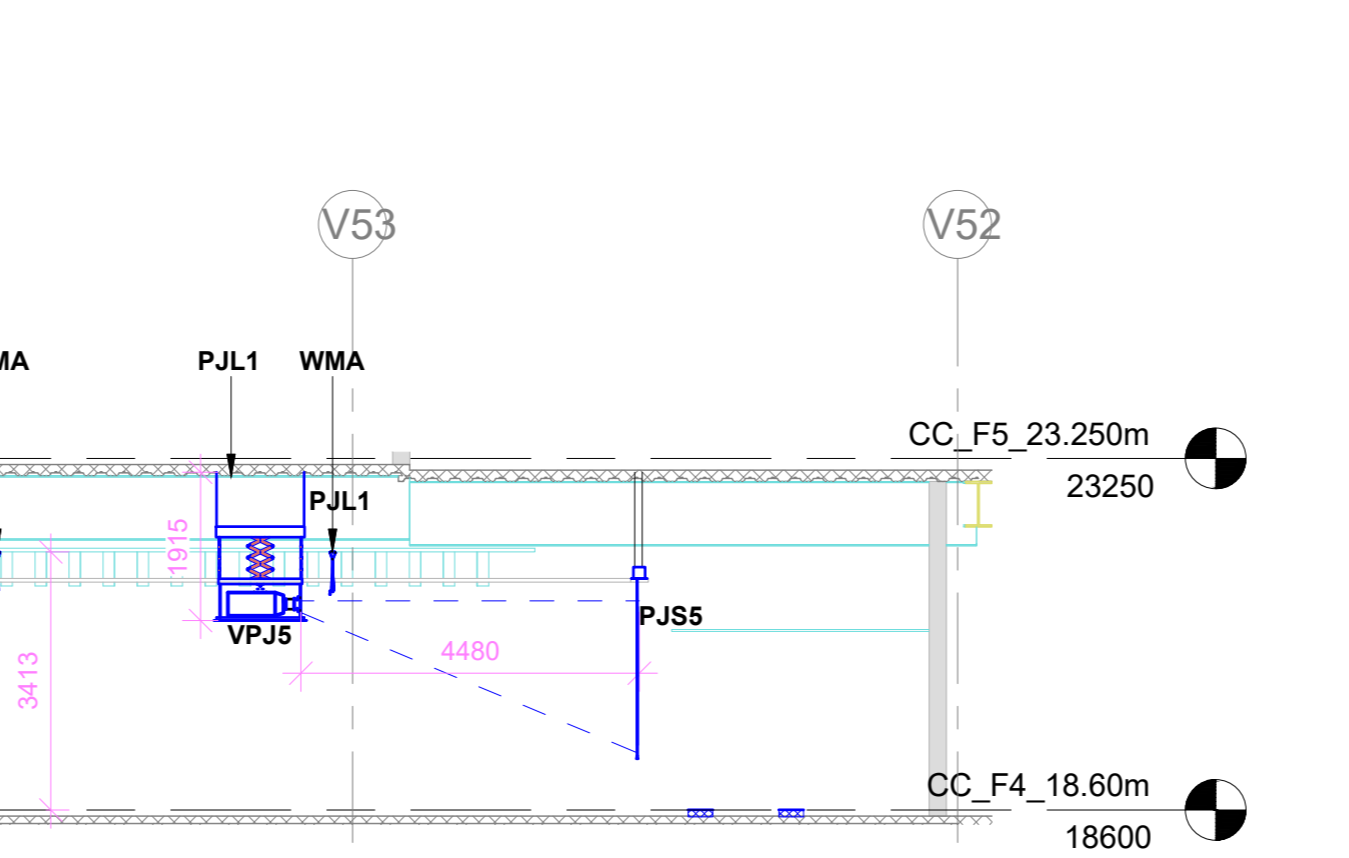 V53
V52
MA
PJL1
WMA
CC_F5_23.250m
23250
PJL1
1915
PJS5
VPJ5
4480
3413
CC_F4_18.60m
18600